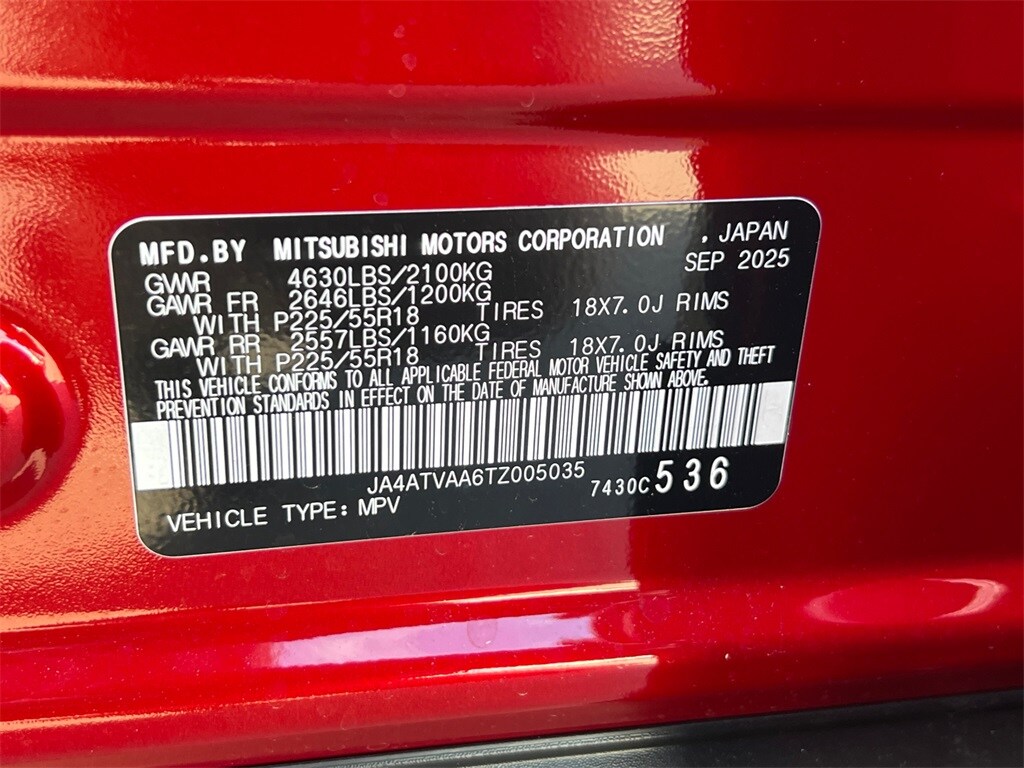 MFD.BY MITSUBISHI MOTORS CORPORATION , JAPAN
SEP 2025
GVWR 4630LBS/2100KG
GAWR FR 2646LBS/1200KG
WITH P225/55R18 TIRES 18X7.0J RIMS
GAWR RR 2557LBS/1160KG
WITH P225/55R18 TIRES 18X7.0J RIMS
THIS VEHICLE CONFORMS TO ALL APPLICABLE FEDERAL MOTOR VEHICLE SAFETY AND THEFT
PREVENTION STANDARDS IN EFFECT ON THE DATE OF MANUFACTURE SHOWN ABOVE.
JA4ATVAA6TZ005035
7430C 536
VEHICLE TYPE: MPV